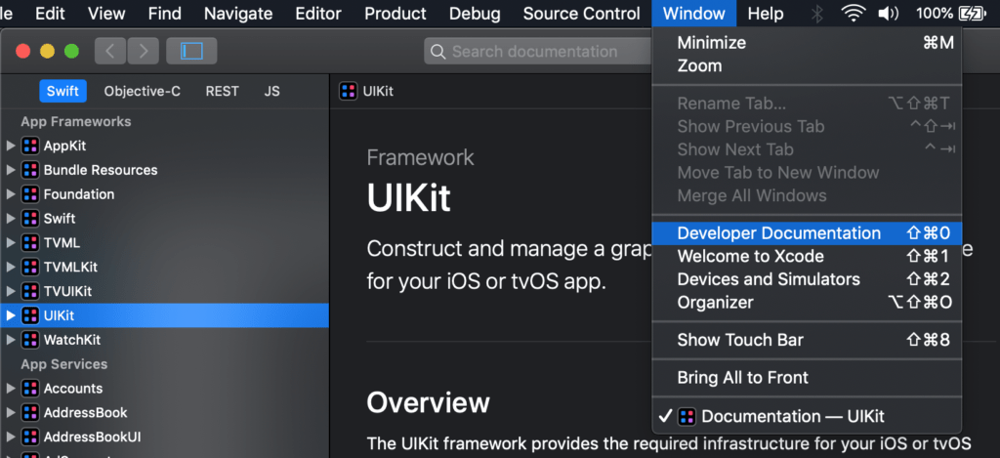 le Edit View Find Navigate Editor Product Debug Source Control Window Help 100%
Search documentation
Swift Objective-C REST JS
UIKit
App Frameworks
AppKit
Bundle Resources
Foundation
Swift
TVML
TVMLKit
TVUIKit
UIKit
WatchKit
App Services
Accounts
AddressBook
AddressBookUI
Framework
UIKit
Construct and manage a grap
e
for your iOS or tvOS app.
Overview
The UIKit framework provides the required infrastructure for your iOS or tvOS
Minimize ⌘M
Zoom
Rename Tab... ⌥⇧⌘T
Show Previous Tab ^⇧⇥
Show Next Tab ^⇥
Move Tab to New Window
Merge All Windows
Developer Documentation ⇧⌘0
Welcome to Xcode ⇧⌘1
Devices and Simulators ⇧⌘2
Organizer ⌥⇧⌘O
Show Touch Bar ⇧⌘8
Bring All to Front
✓ Documentation — UIKit